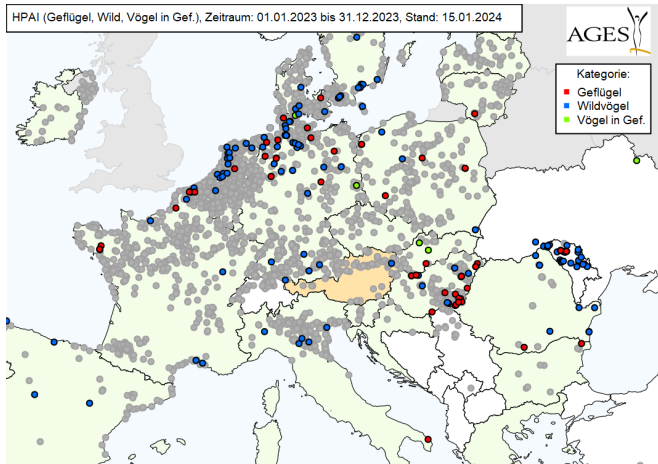 HPAI (Geflügel, Wild, Vögel in Gef.), Zeitraum: 01.01.2023 bis 31.12.2023, Stand: 15.01.2024
AGES
Kategorie:
Geflügel
Wildvögel
Vögel in Gef.